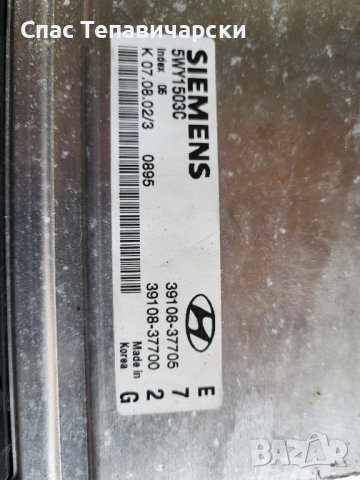 Спас Тепавичарски
SIEMENS
5WY1503C
Index 06
K 07.08.02/3 0895
39108-37705
39108-37700
Made in
Korea
E
7
2
G
BAZAR